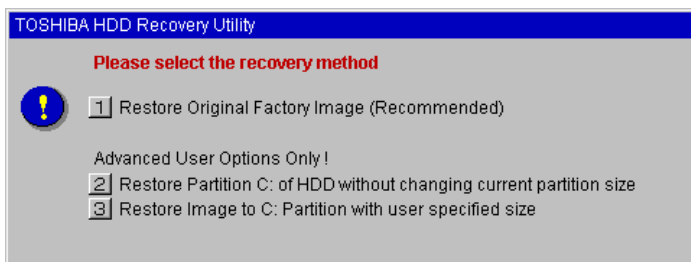 TOSHIBA HDD Recovery Utility
Please select the recovery method
! 1 Restore Original Factory Image (Recommended)
Advanced User Options Only !
2 Restore Partition C: of HDD without changing current partition size
3 Restore Image to C: Partition with user specified size